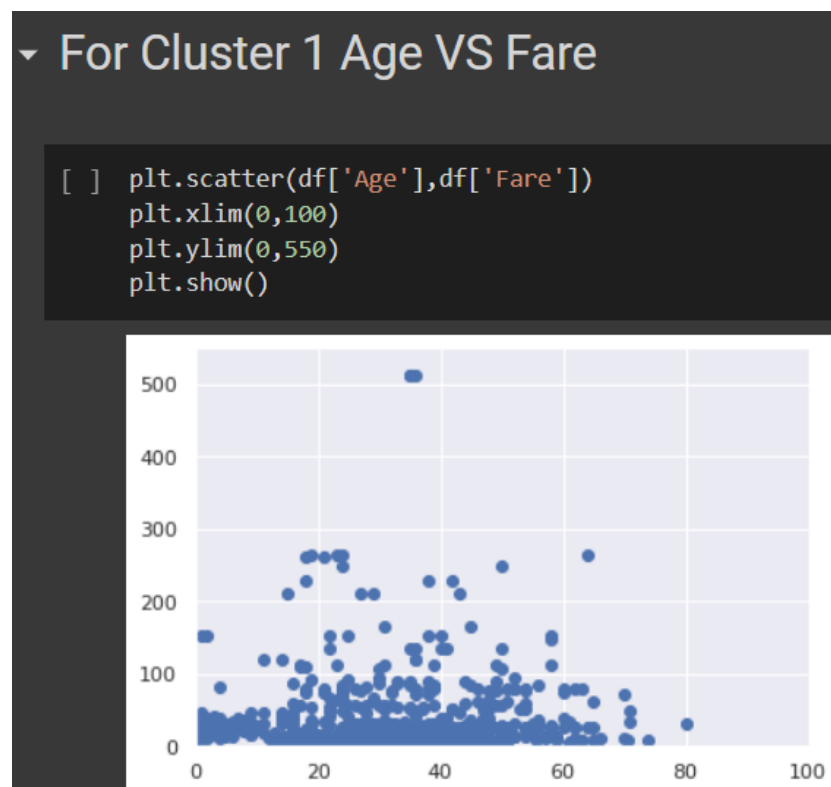 For Cluster 1 Age VS Fare
[ ] plt.scatter(df['Age'],df['Fare'])
plt.xlim(0,100)
plt.ylim(0,550)
plt.show()
500
400
300
200
100
0
0 20 40 60 80 100